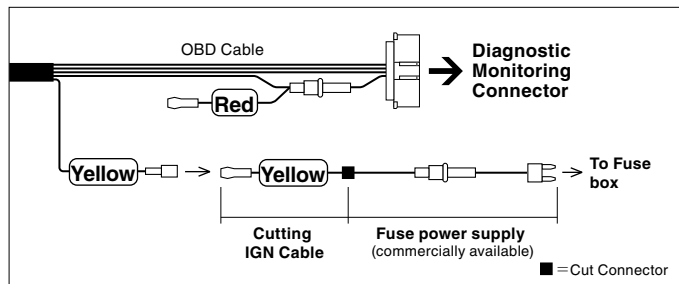 OBD Cable
Diagnostic
Monitoring
Connector
Red
Yellow
Yellow
To Fuse
box
Cutting
IGN Cable
Fuse power supply
(commercially available)
■=Cut Connector